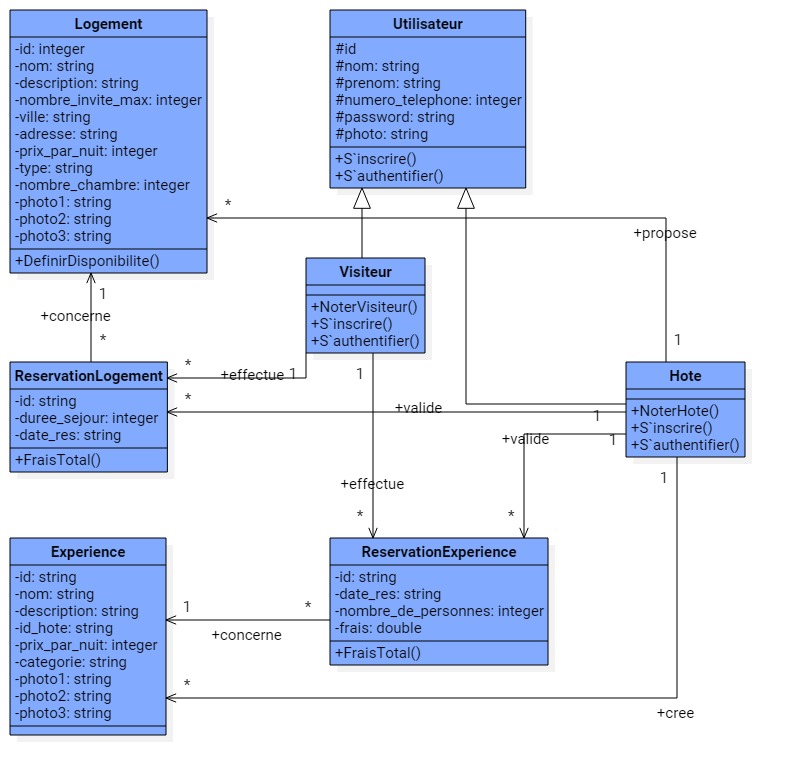 Logement
-id: integer
-nom: string
-description: string
-nombre_invite_max: integer
-ville: string
-adresse: string
-prix_par_nuit: integer
-type: string
-nombre_chambre: integer
-photo1: string
-photo2: string
-photo3: string
+DefinirDisponibilite()
Utilisateur
#id
#nom: string
#prenom: string
#numero_telephone: integer
#password: string
#photo: string
+S`inscrire()
+S`authentifier()
*
+propose
1
1
+concerne
*
Visiteur
+NoterVisiteur()
+S`inscrire()
+S`authentifier()
ReservationLogement
-id: string
-duree_sejour: integer
-date_res: string
+FraisTotal()
*
+effectue
1
1
*
+valide
1
Hote
+NoterHote()
+S`inscrire()
+S`authentifier()
+valide
1
*
+effectue
*
1
Experience
-id: string
-nom: string
-description: string
-id_hote: string
-prix_par_nuit: integer
-categorie: string
-photo1: string
-photo2: string
-photo3: string
ReservationExperience
-id: string
-date_res: string
-nombre_de_personnes: integer
-frais: double
+FraisTotal()
1
*
+concerne
*
+cree